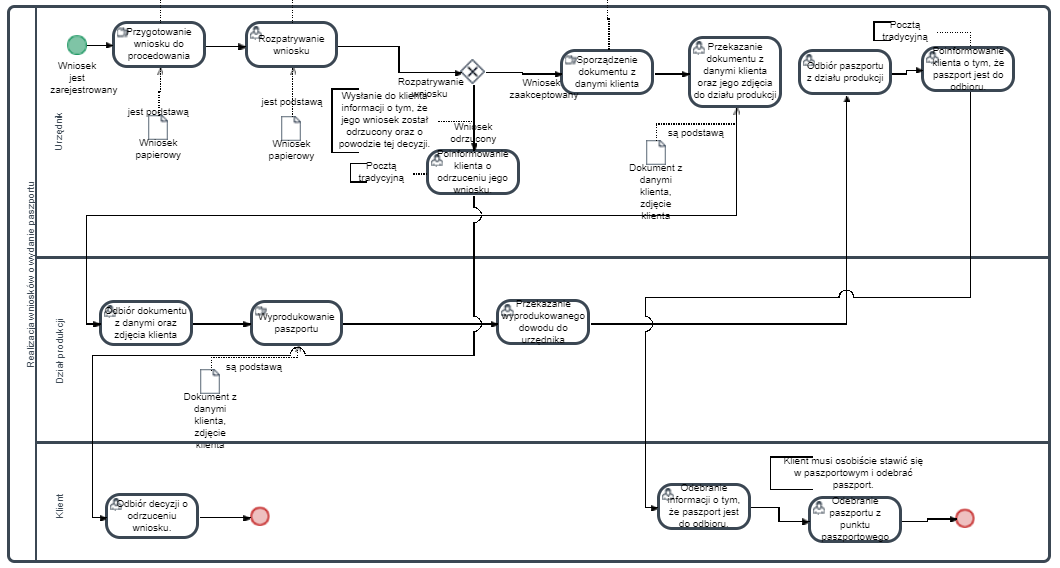 Realizacja wniosków o wydanie paszportu
Urzędnik
Wniosek
jest
zarejestrowany
Przygotowanie
wniosku do
procedowania
jest podstawą
Wniosek
papierowy
Rozpatrywanie
wniosku
jest podstawą
Wniosek
papierowy
Rozpatrywanie
wniosku
Wysłanie do klienta
informacji o tym, że
jego wniosek został
odrzucony oraz o
powodzie tej decyzji.
Pocztą
tradycyjną
Wniosek
odrzucony
Poinformowanie
klienta o
odrzuceniu jego
wniosku.
Wniosek
zaakceptowany
Sporządzenie
dokumentu z
danymi klienta
Przekazanie
dokumentu z
danymi klienta
oraz jego zdjęcia
do działu produkcji
są podstawą
Dokument z
danymi
klienta,
zdjęcie
klienta
Odbiór paszportu
z działu produkcji
Pocztą
tradycyjną
Poinformowanie
klienta o tym, że
paszport jest do
odbioru.
Dział produkcji
Odbiór dokumentu
z danymi oraz
zdjęcia klienta
Wyprodukowanie
paszportu
są podstawą
Dokument z
danymi
klienta,
zdjęcie
klienta
Przekazanie
wyprodukowanego
dowodu do
urzędnika
Klient
Odbiór decyzji o
odrzuceniu
wniosku.
Odebranie
informacji o tym,
że paszport jest
do odbioru.
Klient musi osobiście stawić się
w paszportowym i odebrać
paszport.
Odebranie
paszportu z
punktu
paszportowego